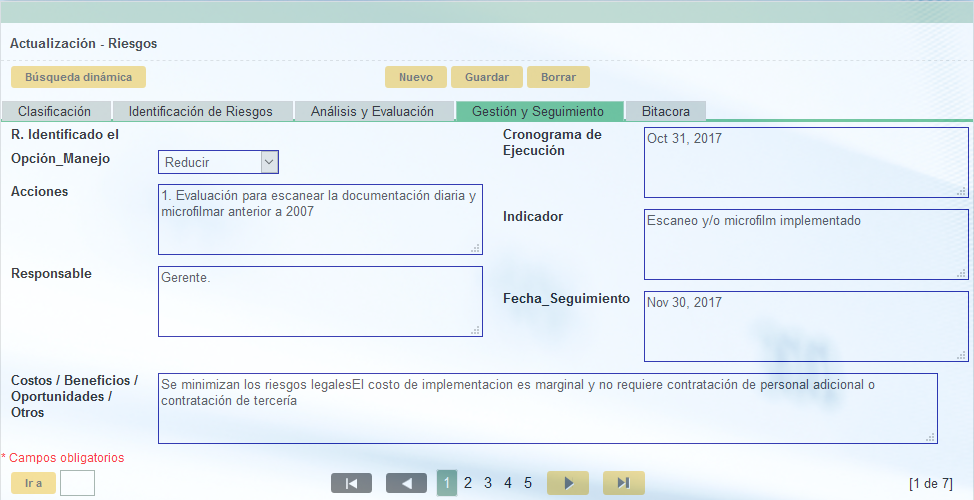 Actualización - Riesgos
Búsqueda dinámica
Nuevo
Guardar
Borrar
Clasificación
Identificación de Riesgos
Análisis y Evaluación
Gestión y Seguimiento
Bitacora
R. Identificado el
Opción_Manejo
Reducir
Acciones
1. Evaluación para escanear la documentación diaria y
microfilmar anterior a 2007
Responsable
Gerente.
Cronograma de
Ejecución
Oct 31, 2017
Indicador
Escaneo y/o microfilm implementado
Fecha_Seguimiento
Nov 30, 2017
Costos / Beneficios /
Oportunidades /
Otros
Se minimizan los riesgos legalesEl costo de implementacion es marginal y no requiere contratación de personal adicional o
contratación de tercería
* Campos obligatorios
Ir a
1 2 3 4 5
[1 de 7]